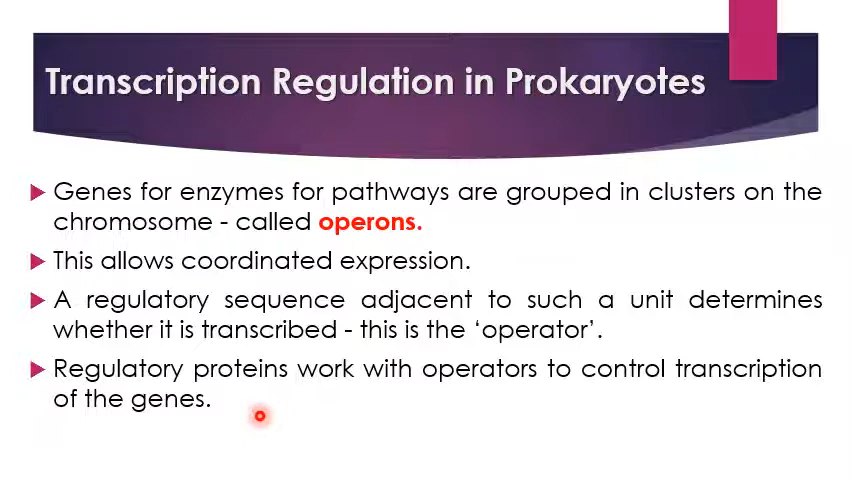 Transcription Regulation in Prokaryotes
Genes for enzymes for pathways are grouped in clusters on the
chromosome - called operons.
This allows coordinated expression.
A regulatory sequence adjacent to such a unit determines
whether it is transcribed - this is the ‘operator’.
Regulatory proteins work with operators to control transcription
of the genes.